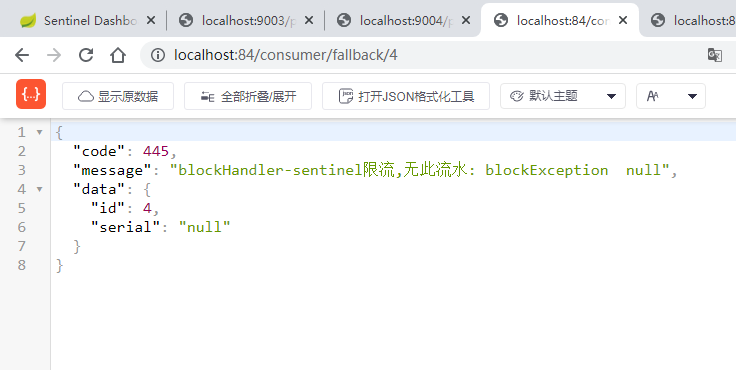 Sentinel Dashbo
localhost:9003/p
localhost:9004/p
localhost:84/con
localhost:8
localhost:84/consumer/fallback/4
{...} 显示原数据 全部折叠/展开 打开JSON格式化工具 默认主题
1 {
2 "code": 445,
3 "message": "blockHandler-sentinel限流,无此流水: blockException  null",
4 "data": {
5 "id": 4,
6 "serial": "null"
7 }
8 }